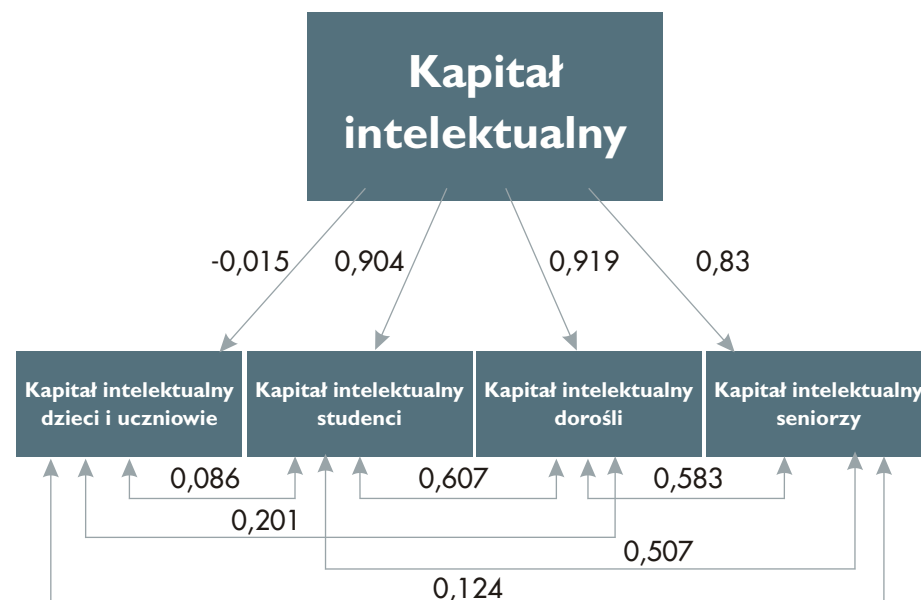 Kapitał
intelektualny
-0,015 0,904 0,919 0,83
Kapitał intelektualny
dzieci i uczniowie
Kapitał intelektualny
studenci
Kapitał intelektualny
dorośli
Kapitał intelektualny
seniorzy
0,086 0,607 0,583
0,201
0,507
0,124